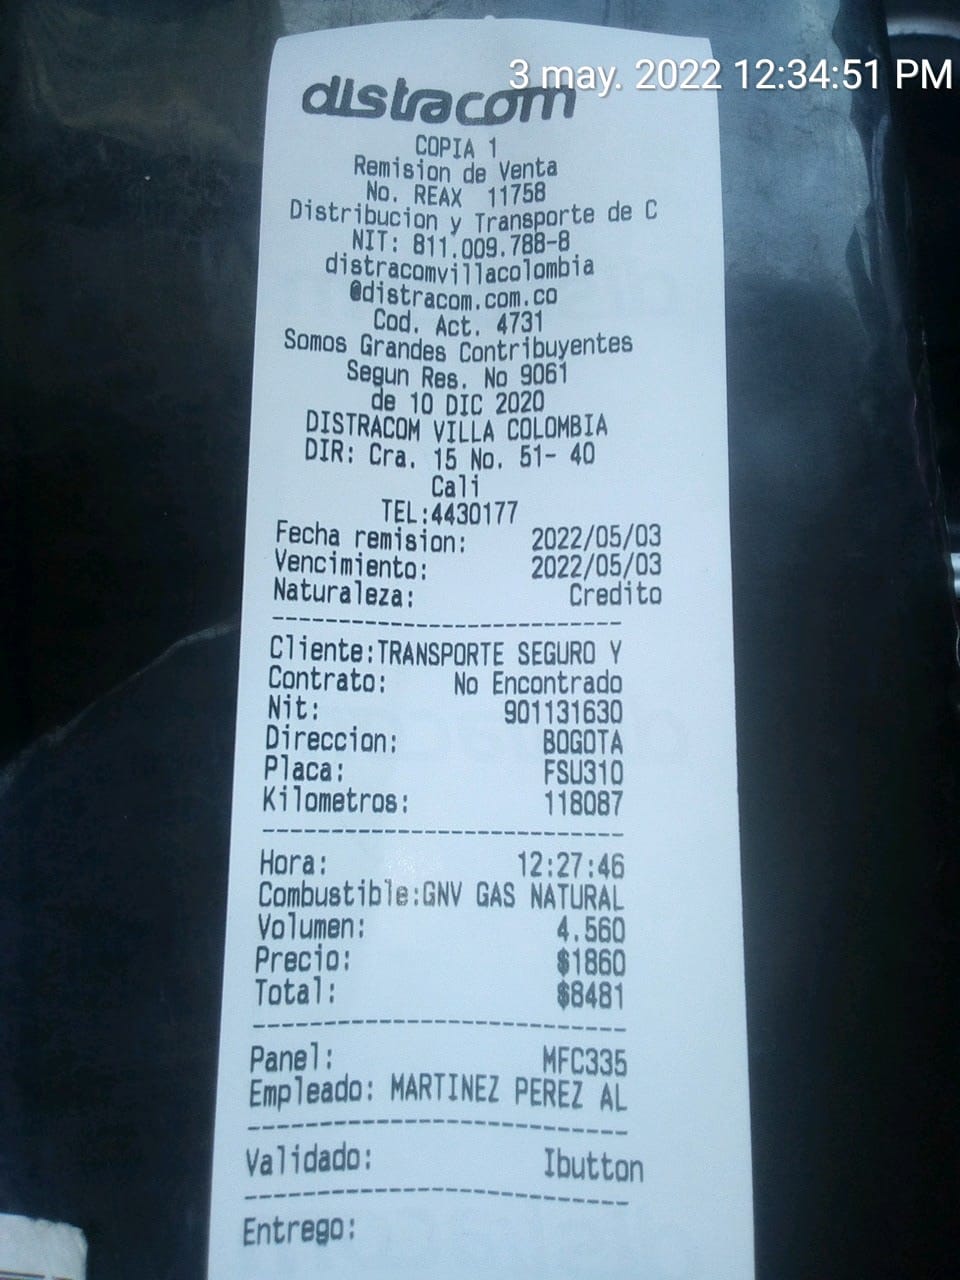 3 may. 2022 12:34:51 PM
distracom
COPIA 1
Remision de Venta
No. REAX 11758
Distribucion y Transporte de C
NIT: 811.009.788-8
distracomvillacolombia
@distracom.com.co
Cod. Act. 4731
Somos Grandes Contribuyentes
Segun Res. No 9061
de 10 DIC 2020
DISTRACOM VILLA COLOMBIA
DIR: Cra. 15 No. 51- 40
Cali
TEL:4430177
Fecha remision: 2022/05/03
Vencimiento: 2022/05/03
Naturaleza: Credito
Cliente:TRANSPORTE SEGURO Y
Contrato: No Encontrado
Nit: 901131630
Direccion: BOGOTA
Placa: FSU310
Kilometros: 118087
Hora: 12:27:46
Combustible:GNV GAS NATURAL
Volumen: 4.560
Precio: $1860
Total: $8481
Panel: MFC335
Empleado: MARTINEZ PEREZ AL
Validado: Ibutton
Entrego: